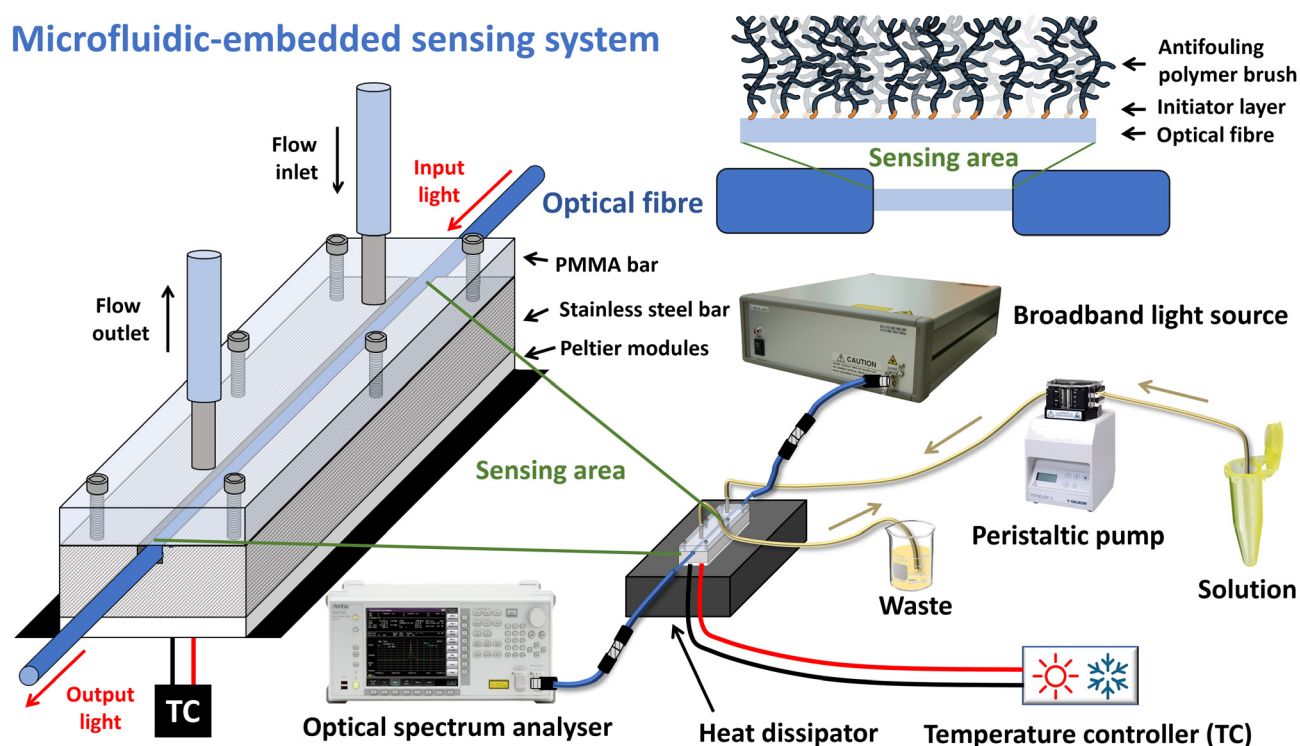 Microfluidic-embedded sensing system
Antifouling
polymer brush
Initiator layer
Optical fibre
Sensing area
Flow
inlet
Input
light
Optical fibre
PMMA bar
Flow
outlet
Stainless steel bar
Peltier modules
Broadband light source
CAUTION
Sensing area
Peristaltic pump
GILSON
Solution
Waste
Anritsu
Optical spectrum analyser
Heat dissipator
Temperature controller (TC)
Output
light
TC